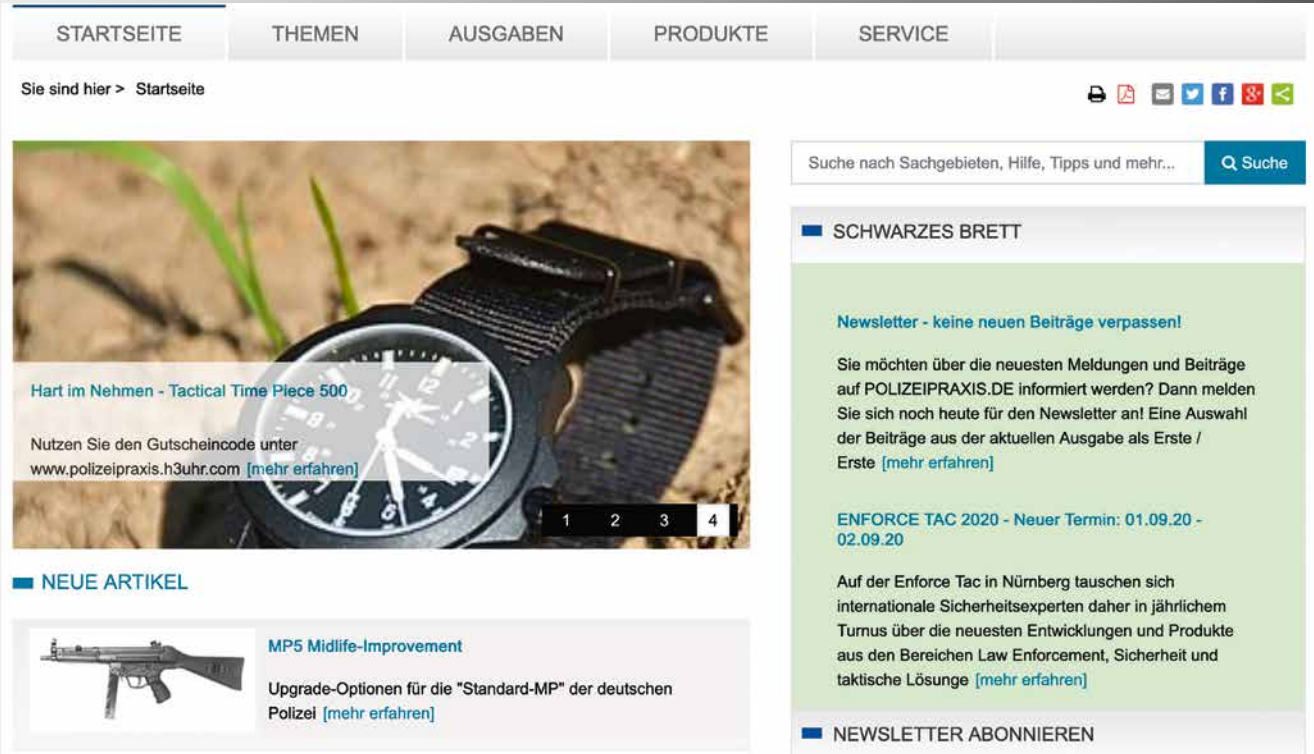 STARTSEITE THEMEN AUSGABEN PRODUKTE SERVICE
Sie sind hier > Startseite
Hart im Nehmen - Tactical Time Piece 500
Nutzen Sie den Gutscheincode unter
www.polizeipraxis.h3uhr.com [mehr erfahren]
1 2 3 4
NEUE ARTIKEL
MP5 Midlife-Improvement
Upgrade-Optionen für die "Standard-MP" der deutschen
Polizei [mehr erfahren]
Suche nach Sachgebieten, Hilfe, Tipps und mehr... Suche
SCHWARZES BRETT
Newsletter - keine neuen Beiträge verpassen!
Sie möchten über die neuesten Meldungen und Beiträge
auf POLIZEIPRAXIS.DE informiert werden? Dann melden
Sie sich noch heute für den Newsletter an! Eine Auswahl
der Beiträge aus der aktuellen Ausgabe als Erste /
Erste [mehr erfahren]
ENFORCE TAC 2020 - Neuer Termin: 01.09.20 -
02.09.20
Auf der Enforce Tac in Nürnberg tauschen sich
internationale Sicherheitsexperten daher in jährlichem
Turnus über die neuesten Entwicklungen und Produkte
aus den Bereichen Law Enforcement, Sicherheit und
taktische Lösunge [mehr erfahren]
NEWSLETTER ABONNIEREN